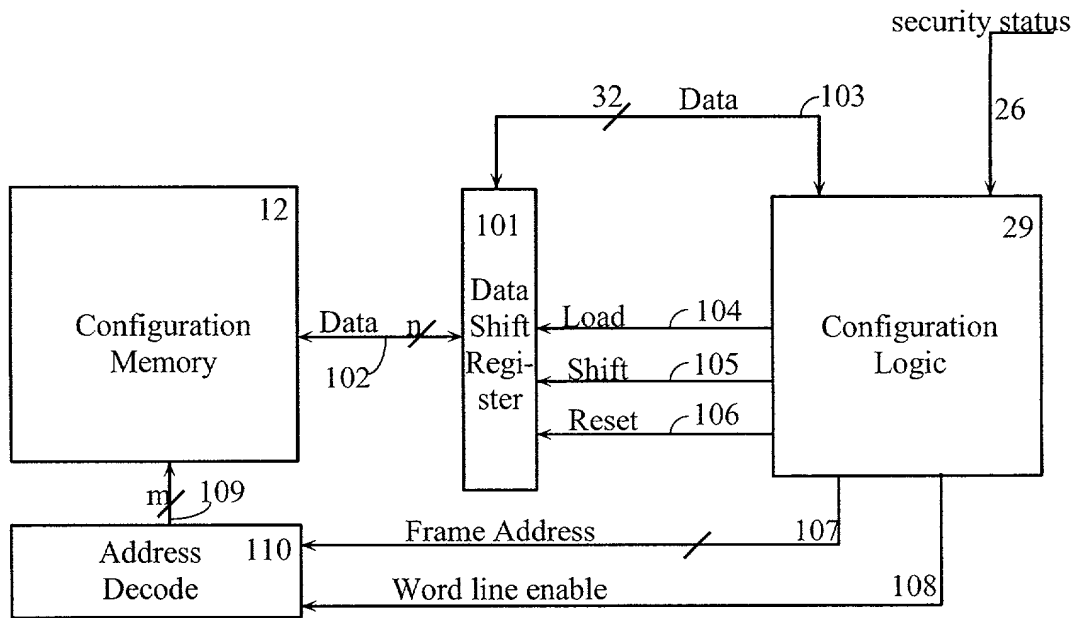 security status
32 Data 103
26
12
101
29
Data
Shift
Regi-
ster
Configuration
Memory
Data n
102
Load 104
Shift 105
Reset 106
Configuration
Logic
m 109
Address
Decode
110
Frame Address 107
Word line enable 108